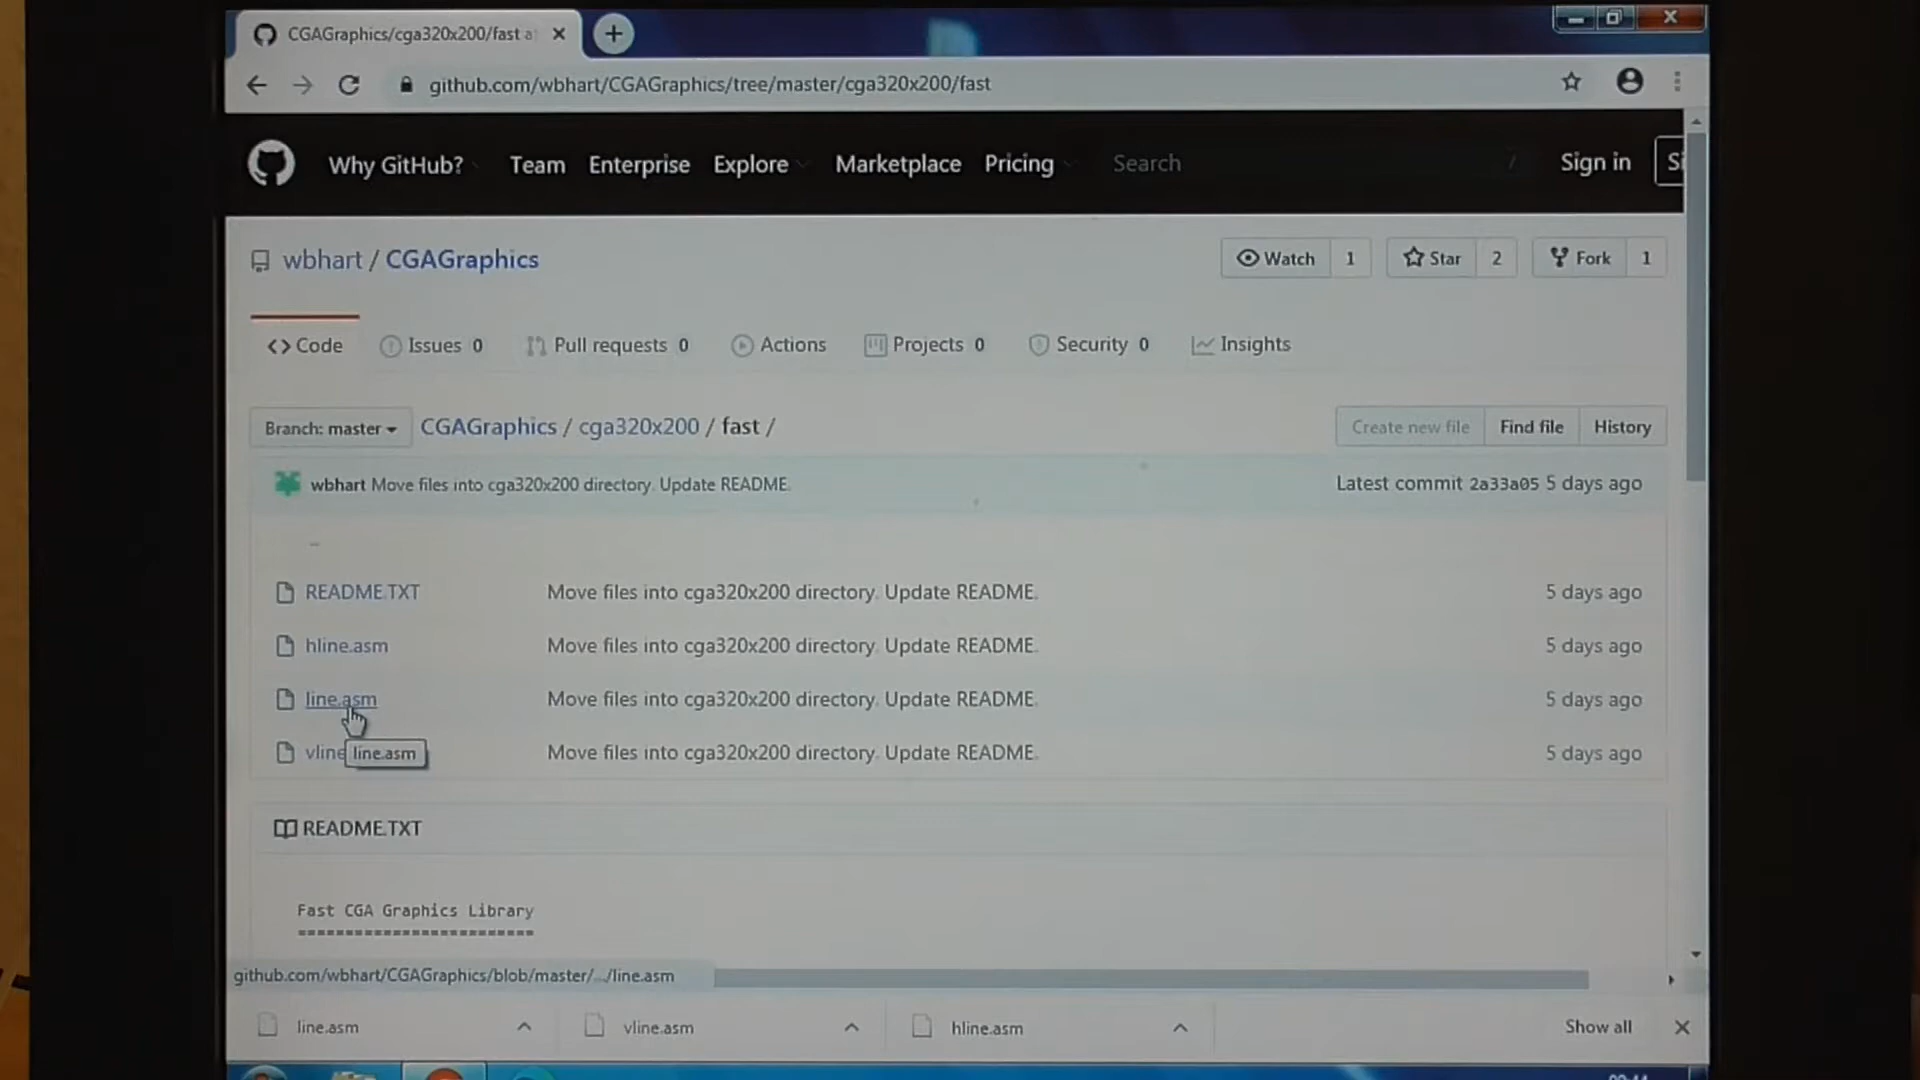 CGAGraphics/cga320x200/fast a
github.com/wbhart/CGAGraphics/tree/master/cga320x200/fast
Why GitHub? Team Enterprise Explore Marketplace Pricing Search / Sign in Si
wbhart / CGAGraphics Watch 1 Star 2 Fork 1
<> Code Issues 0 Pull requests 0 Actions Projects 0 Security 0 Insights
Branch: master CGAGraphics / cga320x200 / fast / Create new file Find file History
wbhart Move files into cga320x200 directory. Update README. Latest commit 2a33a05 5 days ago
README.TXT Move files into cga320x200 directory. Update README. 5 days ago
hline.asm Move files into cga320x200 directory. Update README. 5 days ago
line.asm Move files into cga320x200 directory. Update README. 5 days ago
vline line.asm Move files into cga320x200 directory. Update README. 5 days ago
README.TXT
Fast CGA Graphics Library
=========================
github.com/wbhart/CGAGraphics/blob/master/.../line.asm
line.asm vline.asm hline.asm Show all